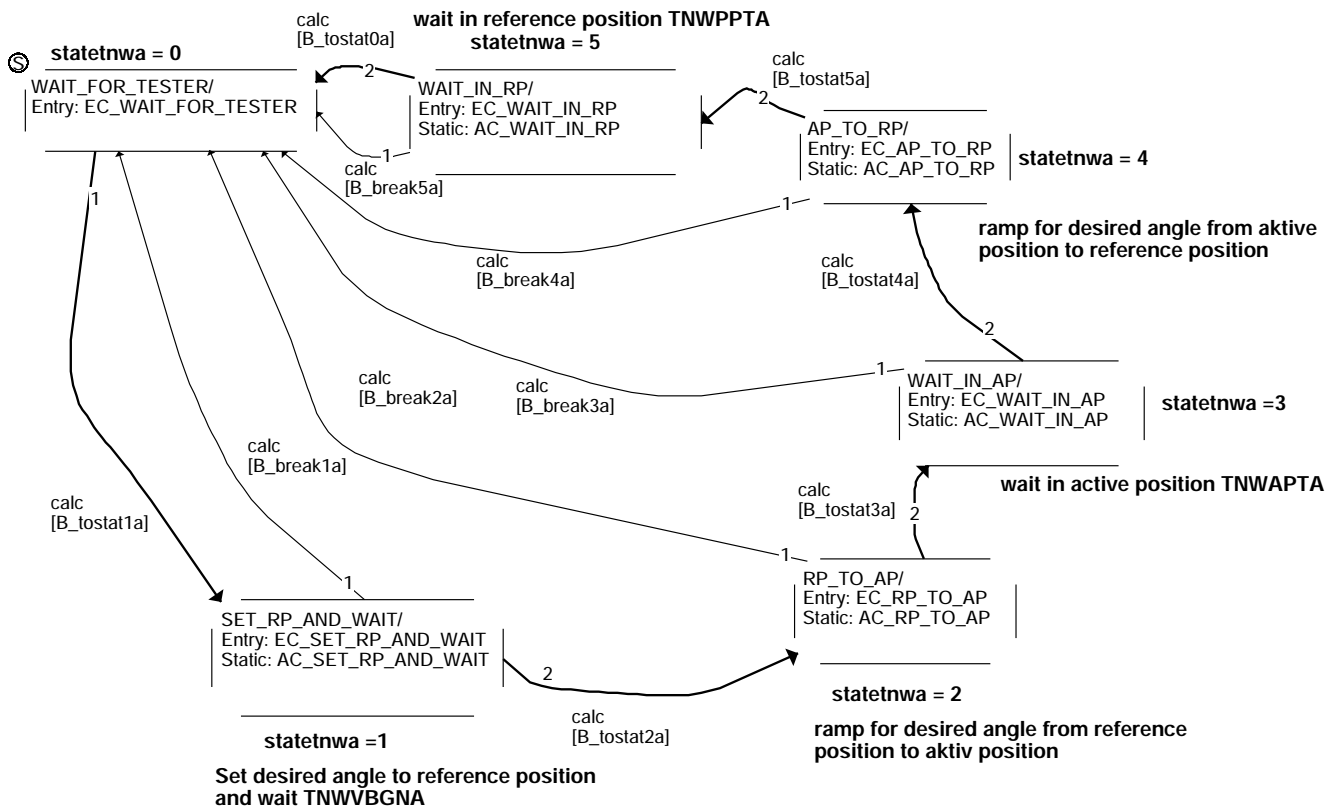 calc
[B_tostat0a]
wait in reference position TNWPPTA
statetnwa = 5
S
statetnwa = 0
WAIT_FOR_TESTER/
Entry: EC_WAIT_FOR_TESTER
2
WAIT_IN_RP/
Entry: EC_WAIT_IN_RP
Static: AC_WAIT_IN_RP
1
calc
[B_break5a]
calc
[B_tostat5a]
2
AP_TO_RP/
Entry: EC_AP_TO_RP
Static: AC_AP_TO_RP
statetnwa = 4
1
1
ramp for desired angle from aktive
position to reference position
calc
[B_break4a]
calc
[B_tostat4a]
2
1
WAIT_IN_AP/
Entry: EC_WAIT_IN_AP
Static: AC_WAIT_IN_AP
statetnwa =3
calc
[B_break2a]
calc
[B_break3a]
calc
[B_break1a]
wait in active position TNWAPTA
calc
[B_tostat3a]
2
calc
[B_tostat1a]
1
1
RP_TO_AP/
Entry: EC_RP_TO_AP
Static: AC_RP_TO_AP
SET_RP_AND_WAIT/
Entry: EC_SET_RP_AND_WAIT
Static: AC_SET_RP_AND_WAIT
2
statetnwa = 2
calc
[B_tostat2a]
ramp for desired angle from reference
position to aktiv position
statetnwa =1
Set desired angle to reference position
and wait TNWVBGNA